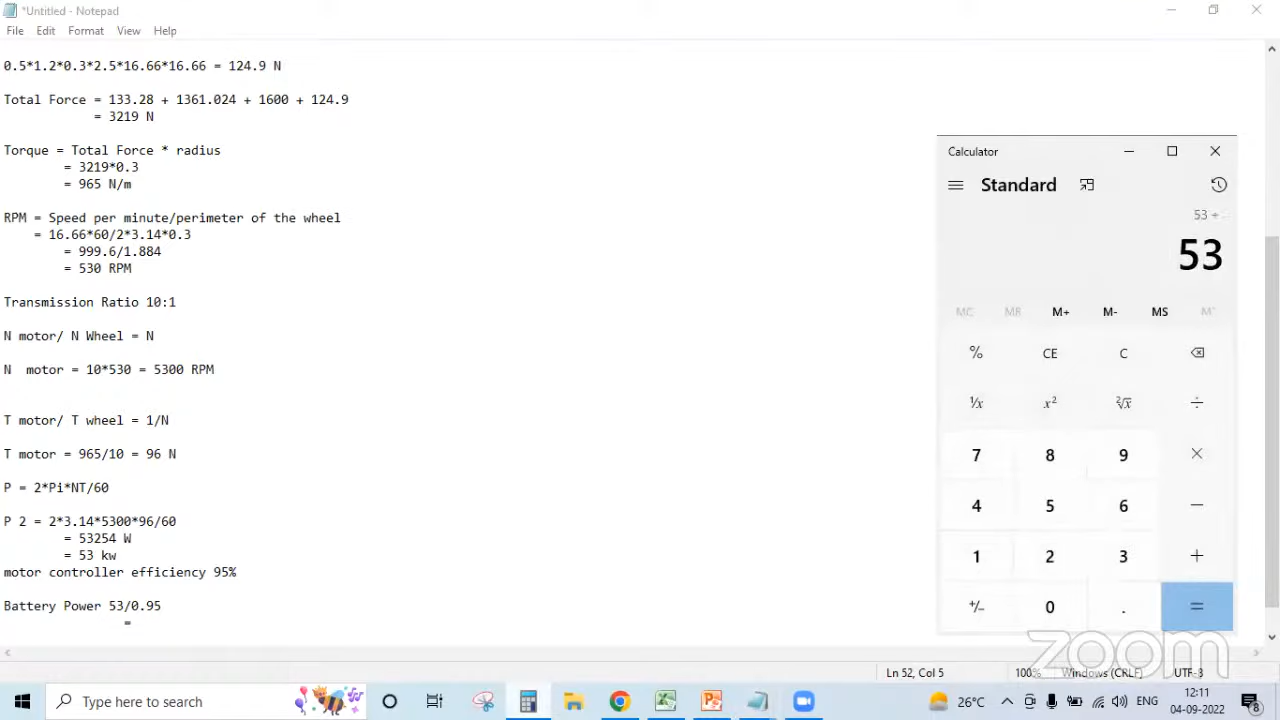 *Untitled - Notepad
File Edit Format View Help
0.5*1.2*0.3*2.5*16.66*16.66 = 124.9 N
Total Force = 133.28 + 1361.024 + 1600 + 124.9
= 3219 N
Torque = Total Force * radius
= 3219*0.3
= 965 N/m
RPM = Speed per minute/perimeter of the wheel
= 16.66*60/2*3.14*0.3
= 999.6/1.884
= 530 RPM
Transmission Ratio 10:1
N motor/ N Wheel = N
N motor = 10*530 = 5300 RPM
T motor/ T wheel = 1/N
T motor = 965/10 = 96 N
P = 2*Pi*NT/60
P 2 = 2*3.14*5300*96/60
= 53254 W
= 53 kw
motor controller efficiency 95%
Battery Power 53/0.95
=
Calculator
Standard
53 ÷
53
MC MR M+ M- MS
% CE C
¹/x x² ²√x ÷
7 8 9 ×
4 5 6 −
1 2 3 +
+/− 0 . =
zoom
Ln 52, Col 5 100% Windows (CRLF) UTF-8
Type here to search
26°C ENG 12:11
04-09-2022
8